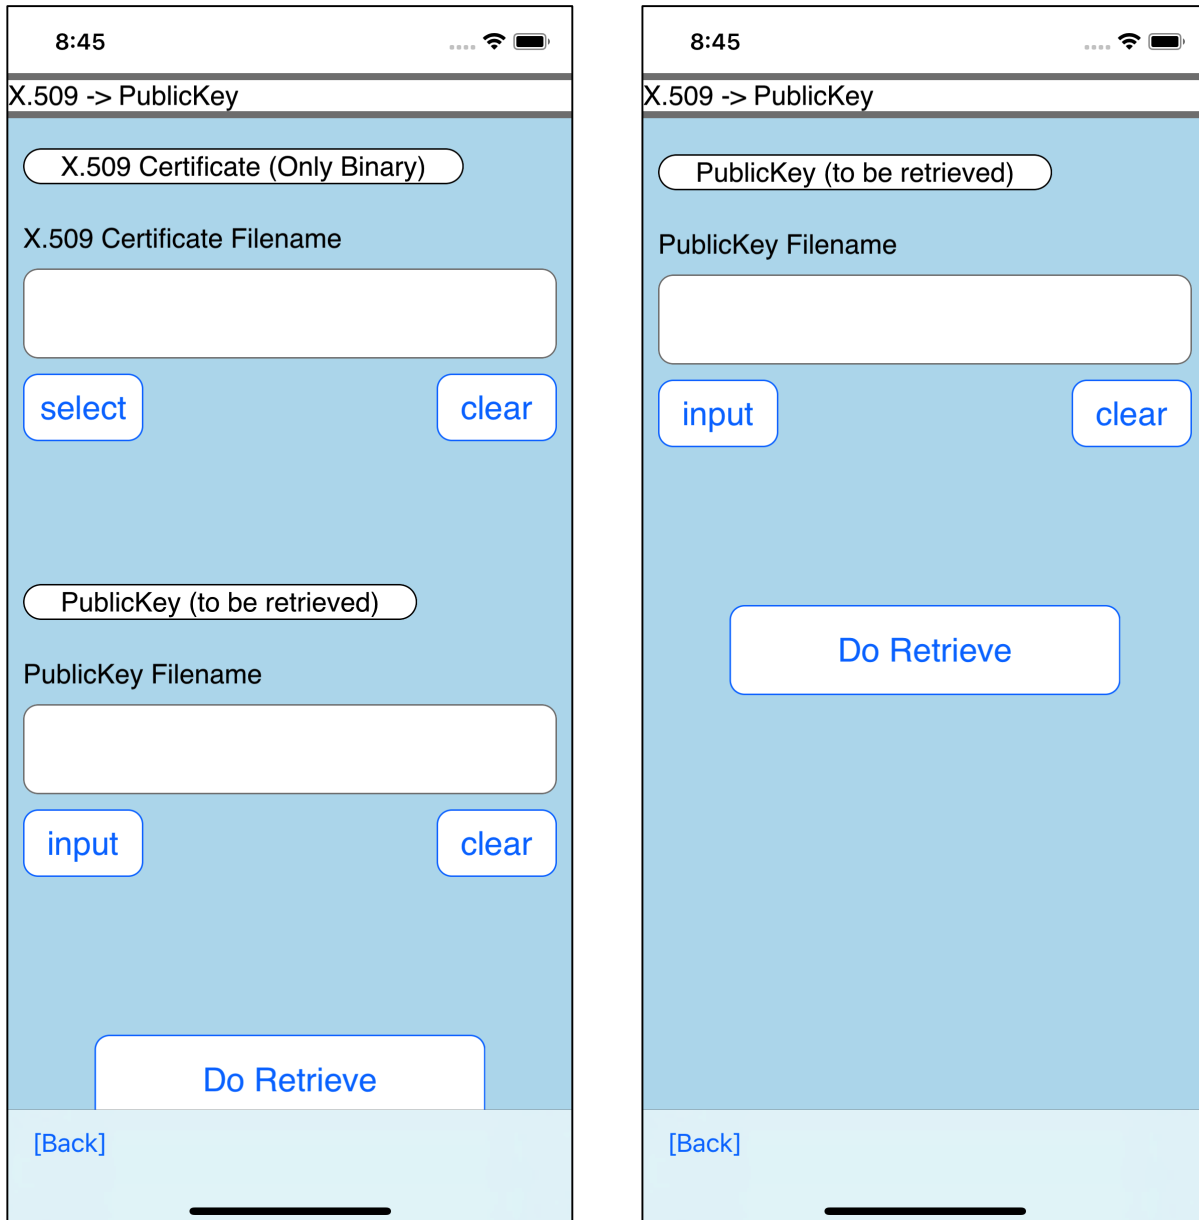 8:45
X.509 -> PublicKey
X.509 Certificate (Only Binary)
X.509 Certificate Filename
select
clear
PublicKey (to be retrieved)
PublicKey Filename
input
clear
Do Retrieve
[Back]
8:45
X.509 -> PublicKey
PublicKey (to be retrieved)
PublicKey Filename
input
clear
Do Retrieve
[Back]